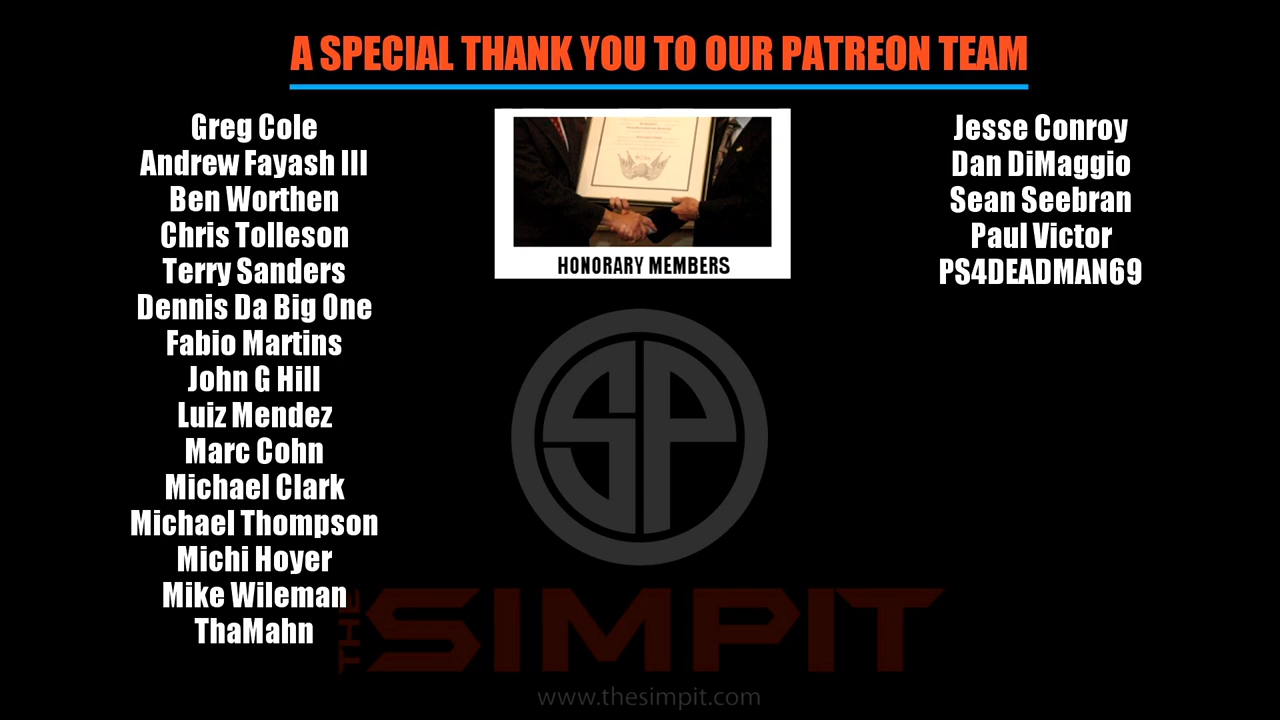 A SPECIAL THANK YOU TO OUR PATREON TEAM
Greg Cole
Andrew Fayash III
Ben Worthen
Chris Tolleson
Terry Sanders
Dennis Da Big One
Fabio Martins
John G Hill
Luiz Mendez
Marc Cohn
Michael Clark
Michael Thompson
Michi Hoyer
Mike Wileman
ThaMahn
HONORARY MEMBERS
Jesse Conroy
Dan DiMaggio
Sean Seebran
Paul Victor
PS4DEADMAN69
SP
THE SIMPIT
www.thesimpit.com